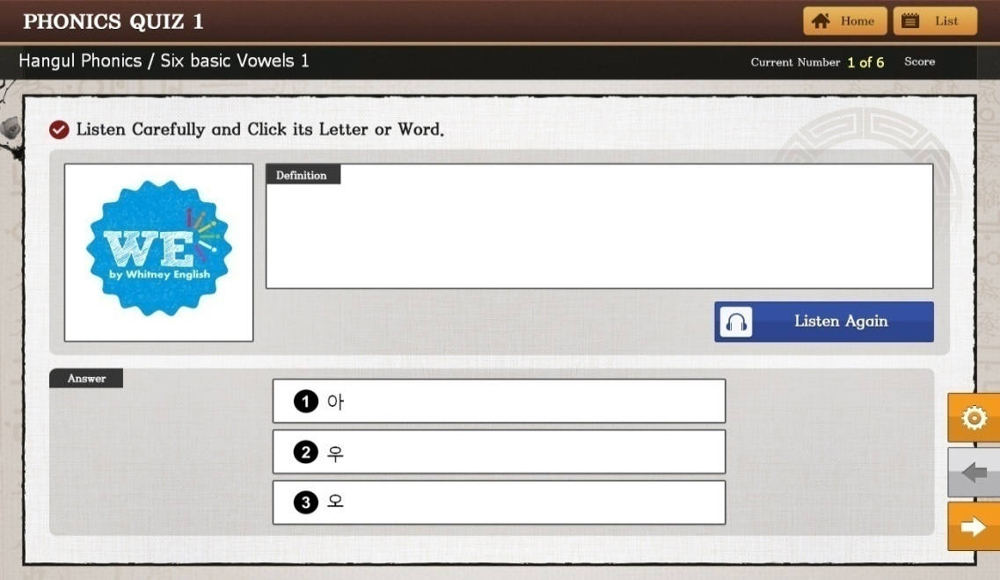 PHONICS QUIZ 1
Home
List
Hangul Phonics / Six basic Vowels 1
Current Number 1 of 6 Score
Listen Carefully and Click its Letter or Word.
WE
by Whitney English
Definition
Listen Again
Answer
1 아
2 우
3 오